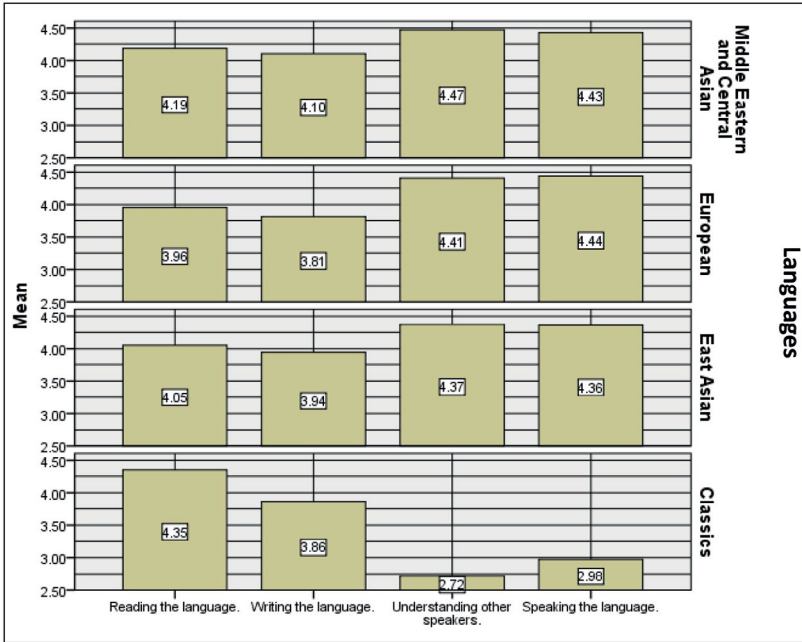 4.50
4.00
3.50
3.00
2.50
4.19
4.10
4.47
4.43
Middle Eastern
and Central
Asian
4.50
4.00
3.50
3.00
2.50
3.96
3.81
4.41
4.44
European
4.50
4.00
3.50
3.00
2.50
4.05
3.94
4.37
4.36
East Asian
4.50
4.00
3.50
3.00
2.50
4.35
3.86
2.72
2.98
Classics
Mean
Languages
Reading the language.
Writing the language.
Understanding other
speakers.
Speaking the language.